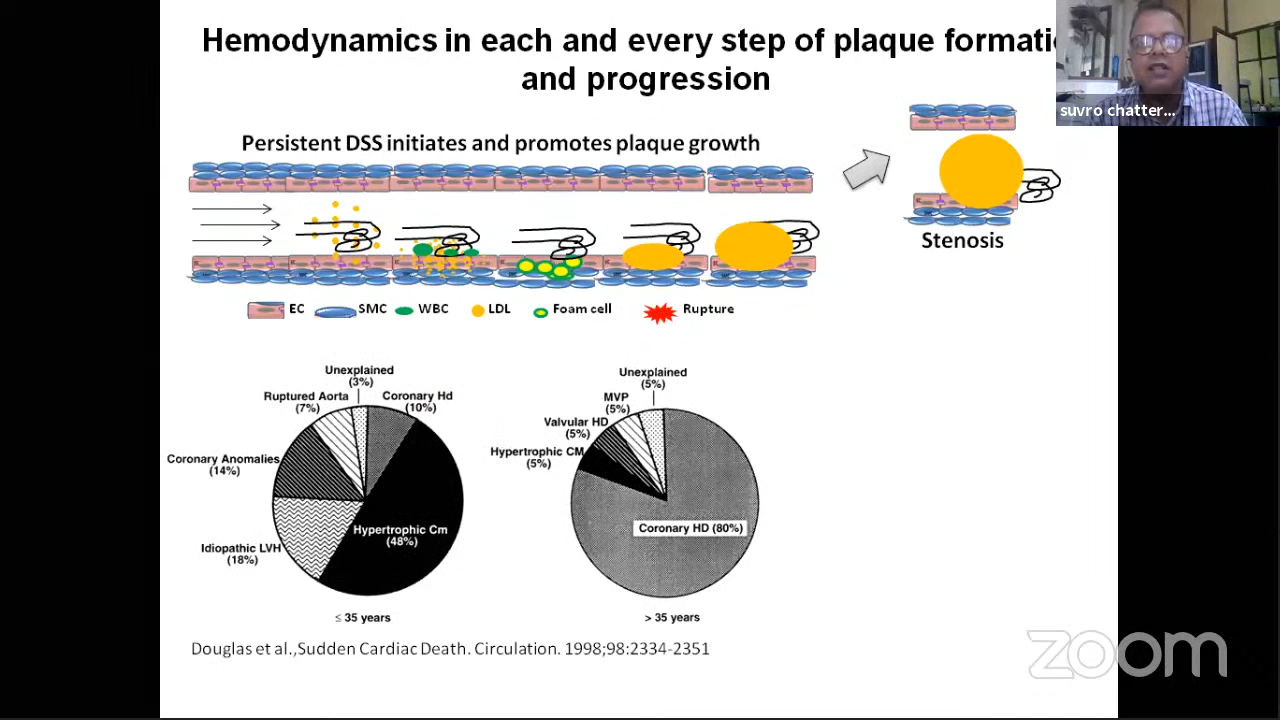 Hemodynamics in each and every step of plaque formati
and progression
suvro chatter...
Persistent DSS initiates and promotes plaque growth
Stenosis
EC
SMC
WBC
LDL
Foam cell
Rupture
Unexplained
(3%)
Ruptured Aorta
(7%)
Coronary Hd
(10%)
Coronary Anomalies
(14%)
Hypertrophic Cm
(48%)
Idiopathic LVH
(18%)
≤ 35 years
Unexplained
(5%)
MVP
(5%)
Valvular HD
(5%)
Hypertrophic CM
(5%)
Coronary HD (80%)
> 35 years
Douglas et al.,Sudden Cardiac Death. Circulation. 1998;98:2334-2351
zoom